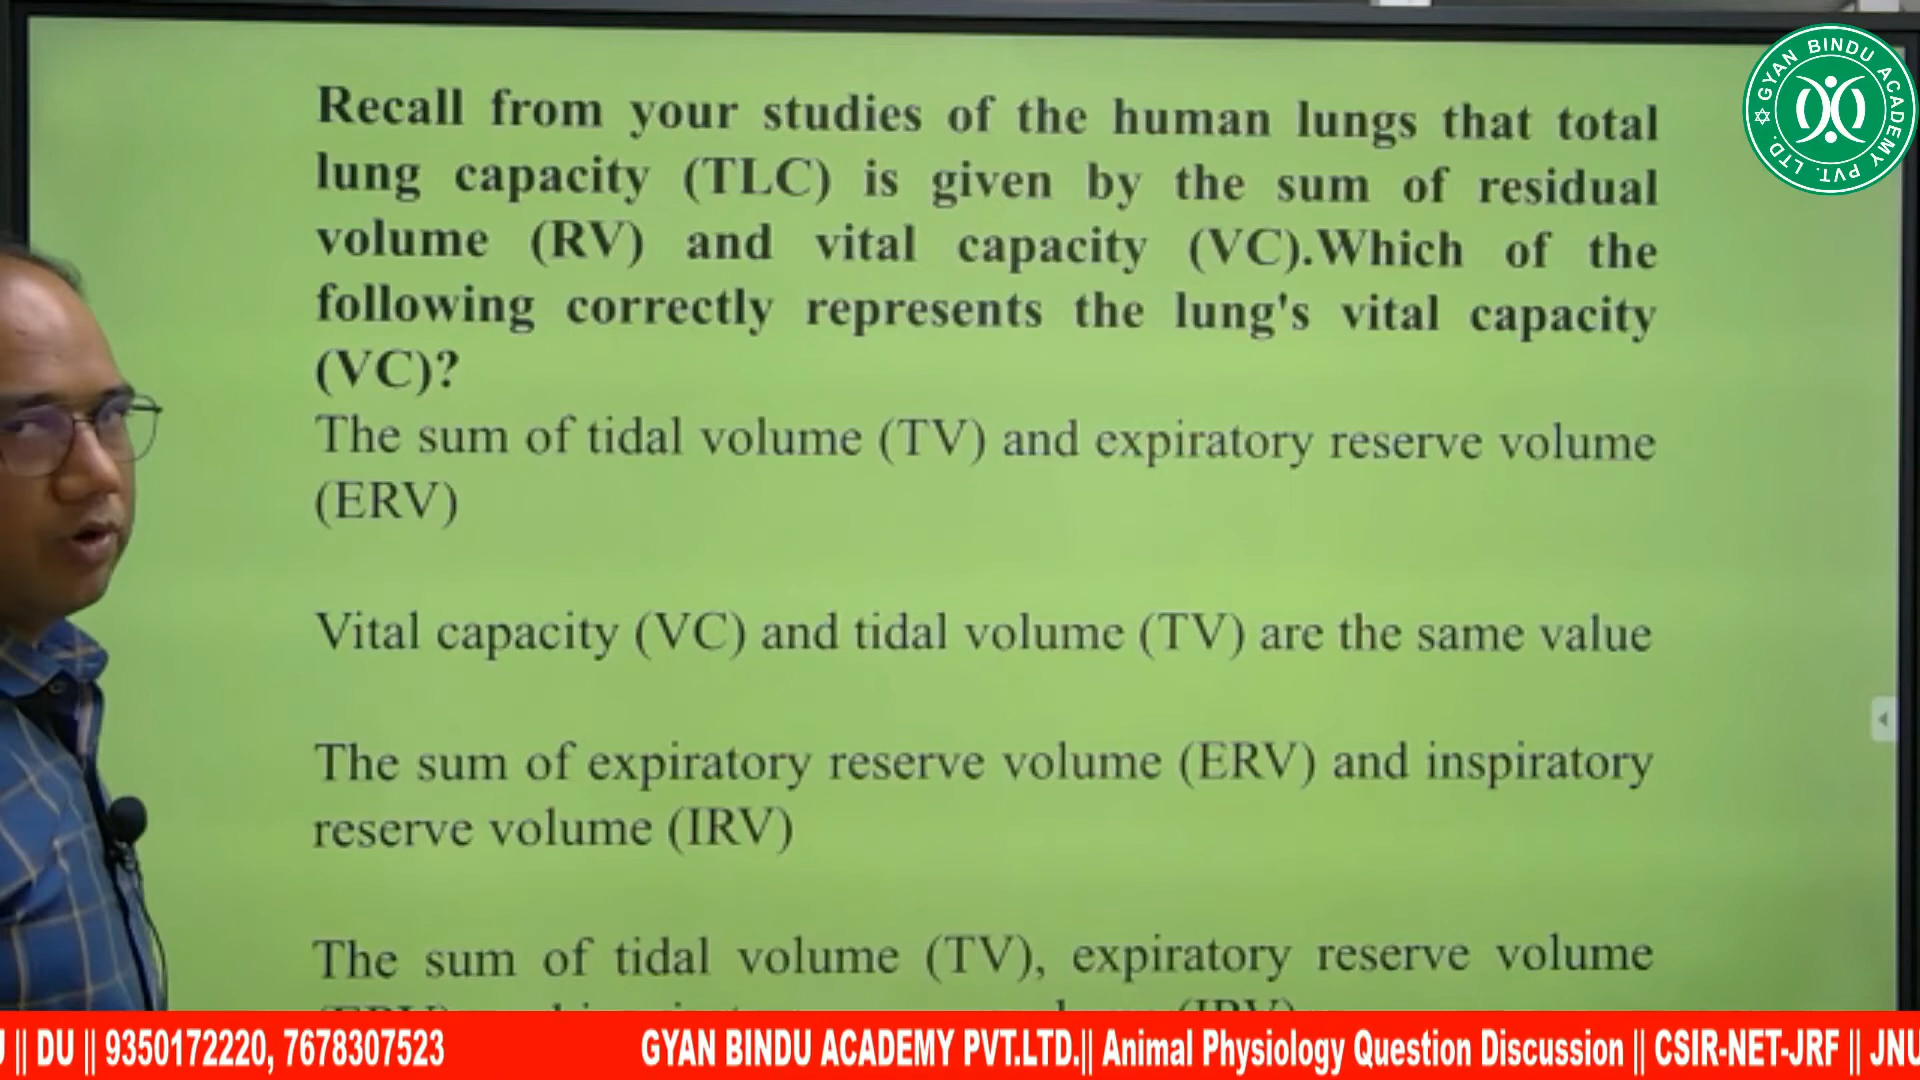 Recall from your studies of the human lungs that total
lung capacity (TLC) is given by the sum of residual
volume (RV) and vital capacity (VC).Which of the
following correctly represents the lung's vital capacity
(VC)?
The sum of tidal volume (TV) and expiratory reserve volume
(ERV)
Vital capacity (VC) and tidal volume (TV) are the same value
The sum of expiratory reserve volume (ERV) and inspiratory
reserve volume (IRV)
The sum of tidal volume (TV), expiratory reserve volume
GYAN BINDU ACADEMY PVT. LTD.
|| DU || 9350172220, 7678307523 GYAN BINDU ACADEMY PVT.LTD.|| Animal Physiology Question Discussion || CSIR-NET-JRF || JNU